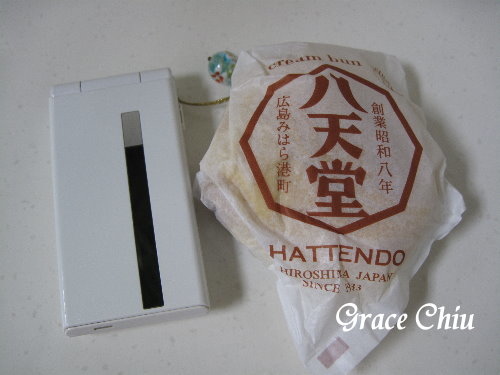 cream bun
八天堂
創業昭和八年
広島みはら港町
HATTENDO
HIROSHIMA JAPAN
SINCE
Grace Chiu